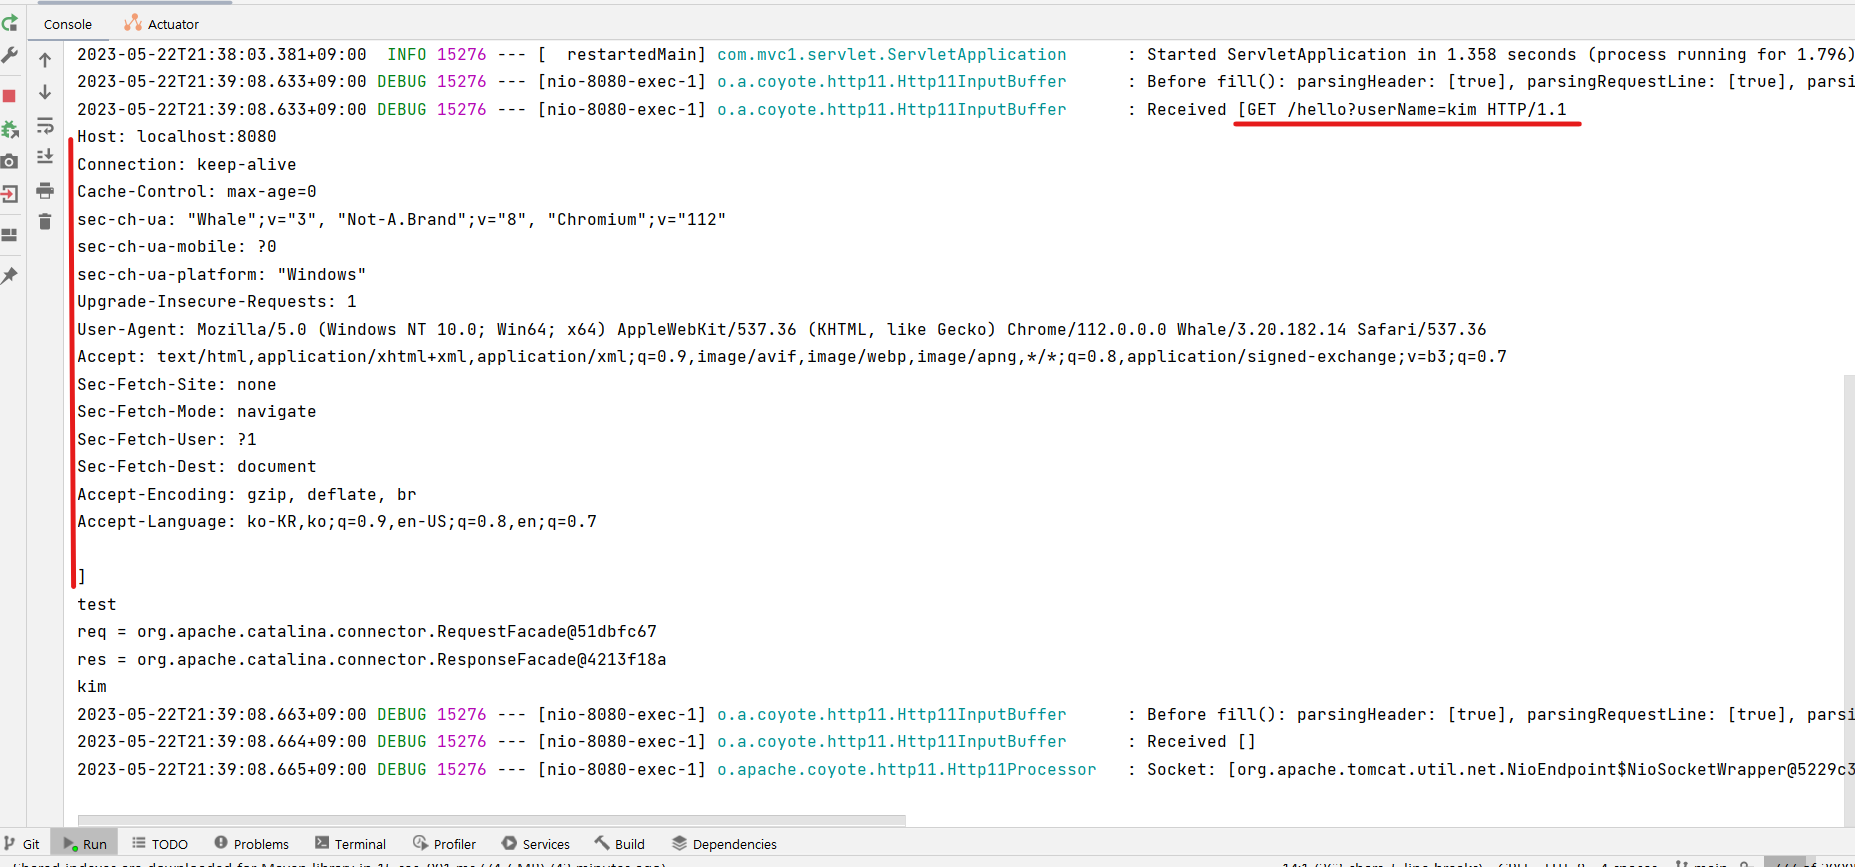 Console Actuator
2023-05-22T21:38:03.381+09:00  INFO 15276 --- [  restartedMain] com.mvc1.servlet.ServletApplication      : Started ServletApplication in 1.358 seconds (process running for 1.796)
2023-05-22T21:39:08.633+09:00 DEBUG 15276 --- [nio-8080-exec-1] o.a.coyote.http11.Http11InputBuffer      : Before fill(): parsingHeader: [true], parsingRequestLine: [true], parsi
2023-05-22T21:39:08.633+09:00 DEBUG 15276 --- [nio-8080-exec-1] o.a.coyote.http11.Http11InputBuffer      : Received [GET /hello?userName=kim HTTP/1.1
Host: localhost:8080
Connection: keep-alive
Cache-Control: max-age=0
sec-ch-ua: "Whale";v="3", "Not-A.Brand";v="8", "Chromium";v="112"
sec-ch-ua-mobile: ?0
sec-ch-ua-platform: "Windows"
Upgrade-Insecure-Requests: 1
User-Agent: Mozilla/5.0 (Windows NT 10.0; Win64; x64) AppleWebKit/537.36 (KHTML, like Gecko) Chrome/112.0.0.0 Whale/3.20.182.14 Safari/537.36
Accept: text/html,application/xhtml+xml,application/xml;q=0.9,image/avif,image/webp,image/apng,*/*;q=0.8,application/signed-exchange;v=b3;q=0.7
Sec-Fetch-Site: none
Sec-Fetch-Mode: navigate
Sec-Fetch-User: ?1
Sec-Fetch-Dest: document
Accept-Encoding: gzip, deflate, br
Accept-Language: ko-KR,ko;q=0.9,en-US;q=0.8,en;q=0.7
]
test
req = org.apache.catalina.connector.RequestFacade@51dbfc67
res = org.apache.catalina.connector.ResponseFacade@4213f18a
kim
2023-05-22T21:39:08.663+09:00 DEBUG 15276 --- [nio-8080-exec-1] o.a.coyote.http11.Http11InputBuffer      : Before fill(): parsingHeader: [true], parsingRequestLine: [true], parsi
2023-05-22T21:39:08.664+09:00 DEBUG 15276 --- [nio-8080-exec-1] o.a.coyote.http11.Http11InputBuffer      : Received []
2023-05-22T21:39:08.665+09:00 DEBUG 15276 --- [nio-8080-exec-1] o.apache.coyote.http11.Http11Processor   : Socket: [org.apache.tomcat.util.net.NioEndpoint$NioSocketWrapper@5229c3
Git Run TODO Problems Terminal Profiler Services Build Dependencies